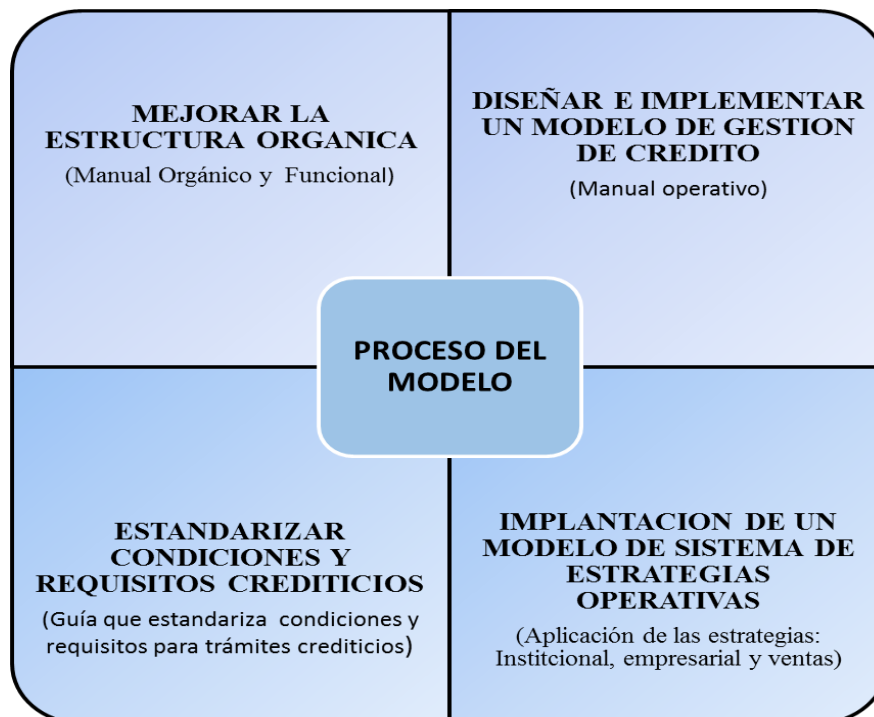 MEJORAR LA
ESTRUCTURA ORGANICA
(Manual Orgánico y Funcional)
DISEÑAR E IMPLEMENTAR
UN MODELO DE GESTION
DE CREDITO
(Manual operativo)
PROCESO DEL
MODELO
ESTANDARIZAR
CONDICIONES Y
REQUISITOS CREDITICIOS
(Guía que estandariza condiciones y
requisitos para trámites crediticios)
IMPLANTACION DE UN
MODELO DE SISTEMA DE
ESTRATEGIAS
OPERATIVAS
(Aplicación de las estrategias:
Institcional, empresarial y ventas)